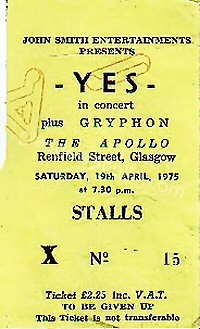 JOHN SMITH ENTERTAINMENTS
PRESENTS
- YES -
in concert
plus GRYPHON
THE APOLLO
Renfield Street, Glasgow
SATURDAY, 19th APRIL, 1975
at 7.30 p.m.
STALLS
X Nº 15
Ticket £2.25 inc. V.A.T.
TO BE GIVEN UP
This Ticket is not transferable